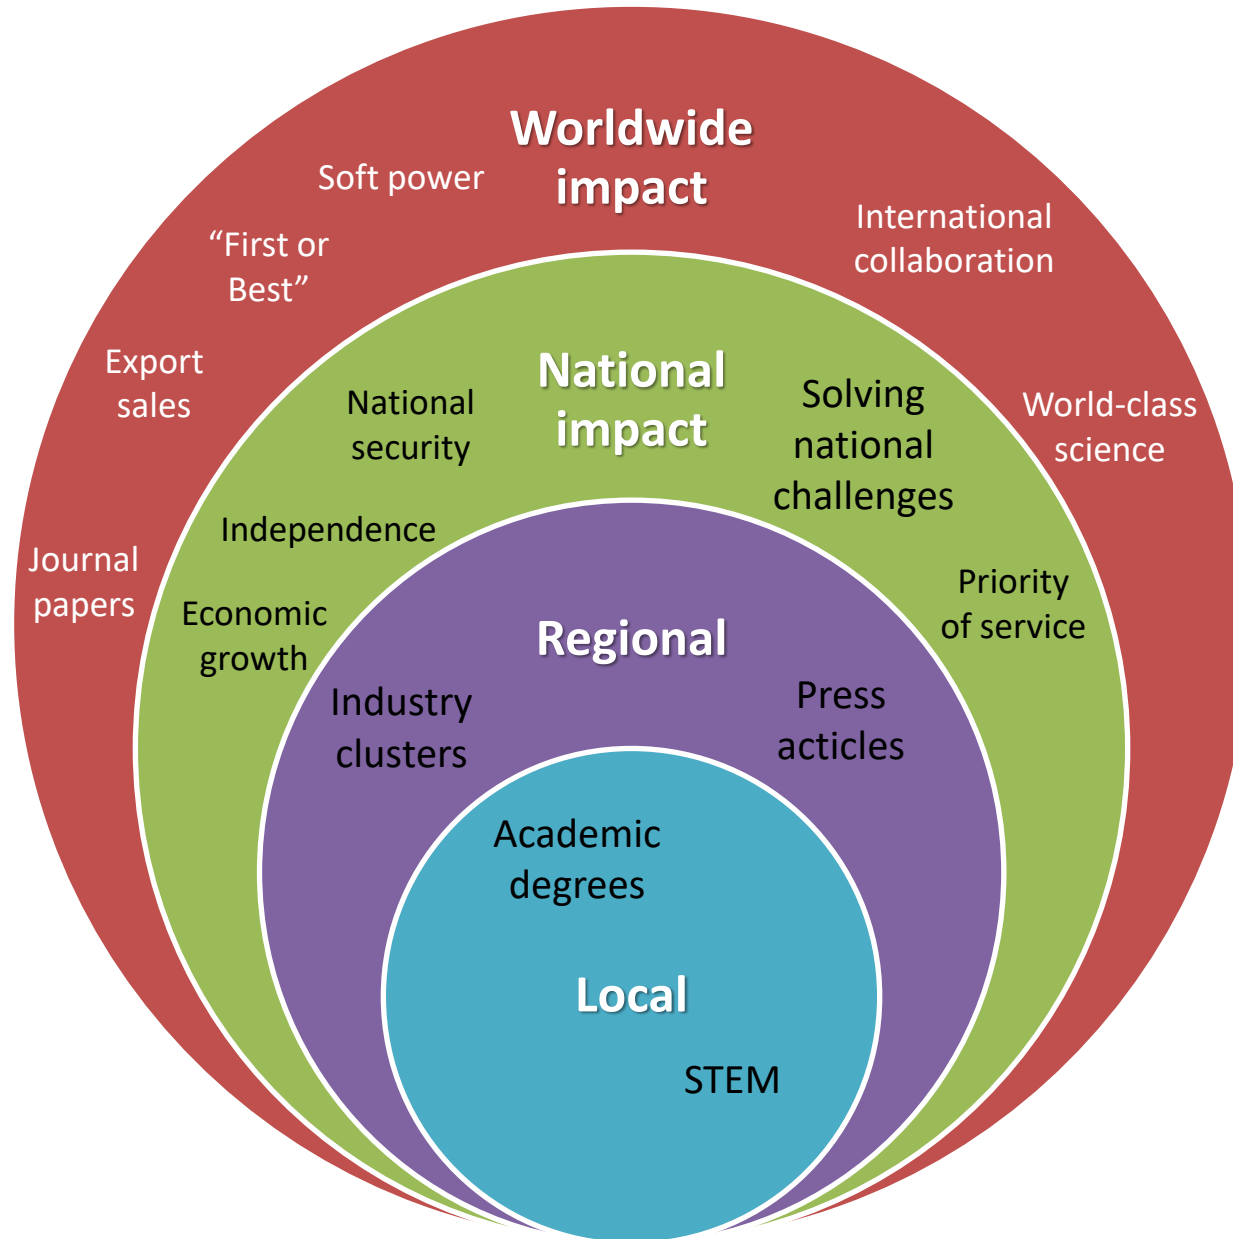 Worldwide
impact
Soft power
International
collaboration
“First or
Best”
Export
sales
World-class
science
Journal
papers
National
impact
National
security
Solving
national
challenges
Independence
Priority
of service
Economic
growth
Regional
Industry
clusters
Press
acticles
Academic
degrees
Local
STEM